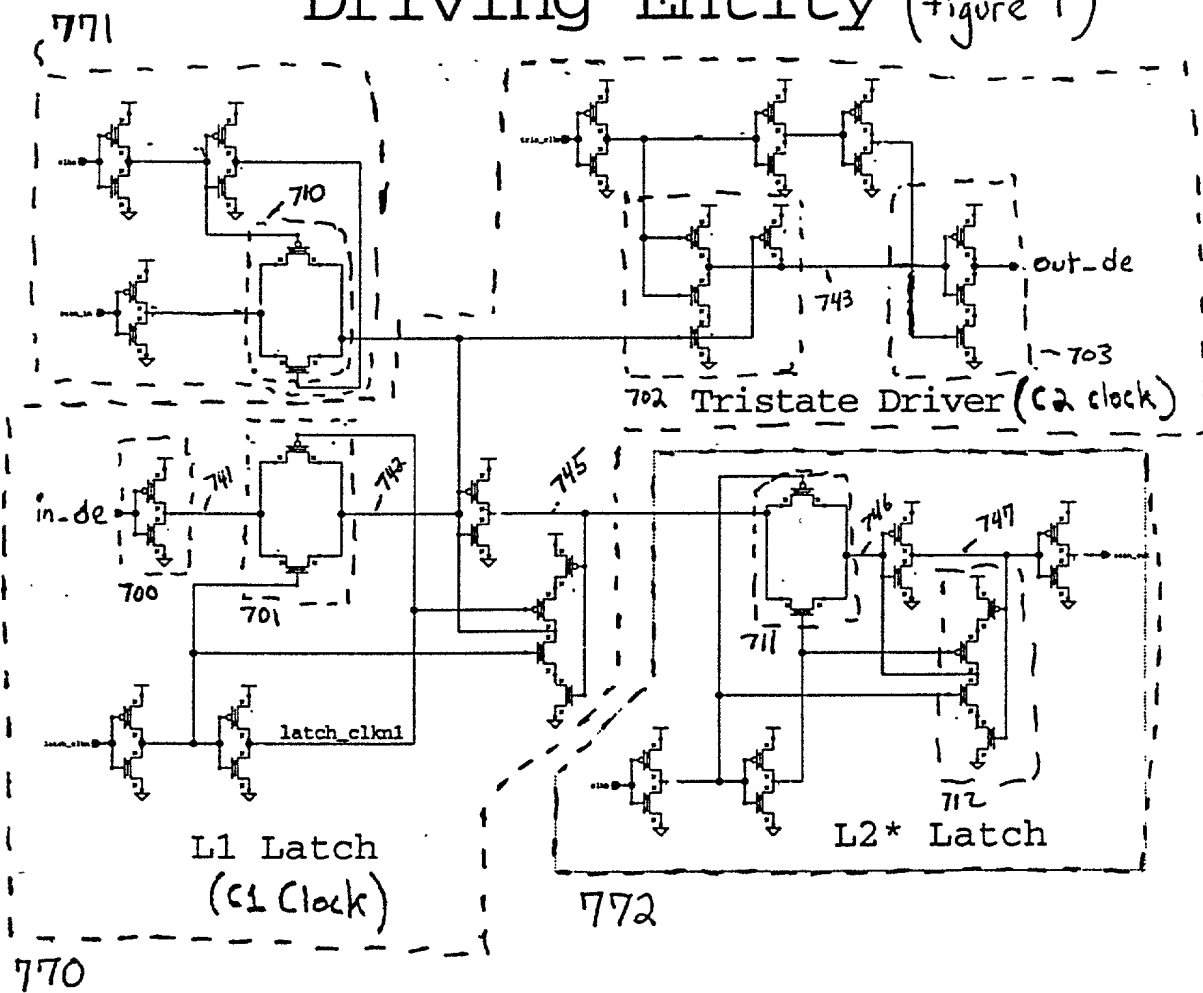 Driving Entity (figure 1)
771
710
743
out_de
703
702 Tristate Driver (C2 clock)
in_de
741
742
745
700
701
746
747
711
latch_clkn1
712
L1 Latch
(C1 Clock)
L2* Latch
772
770